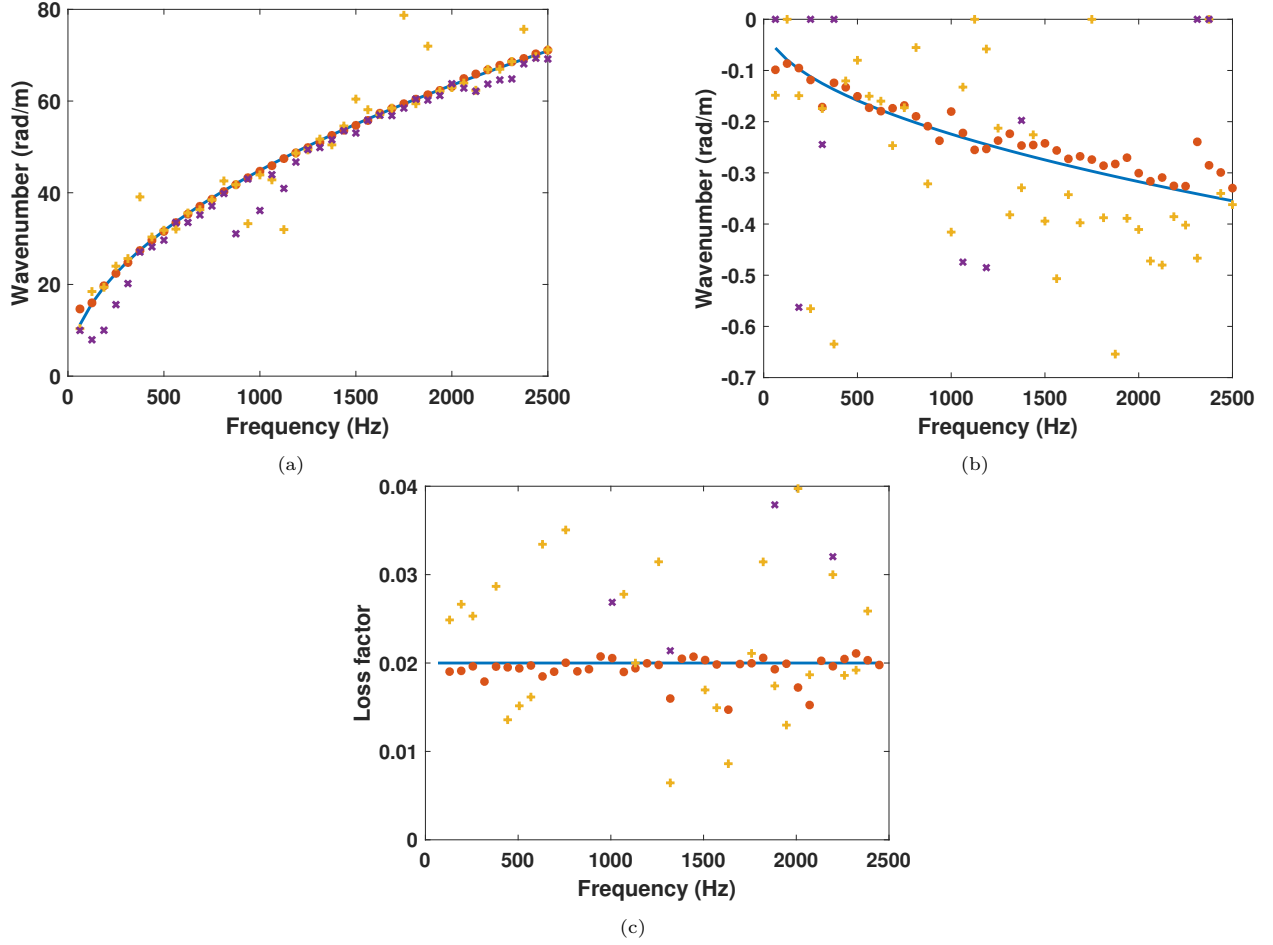 80
60
40
20
0
Wavenumber (rad/m)
0 500 1000 1500 2000 2500
Frequency (Hz)
(a)
0
-0.1
-0.2
-0.3
-0.4
-0.5
-0.6
-0.7
Wavenumber (rad/m)
0 500 1000 1500 2000 2500
Frequency (Hz)
(b)
0.04
0.03
0.02
0.01
0
Loss factor
0 500 1000 1500 2000 2500
Frequency (Hz)
(c)